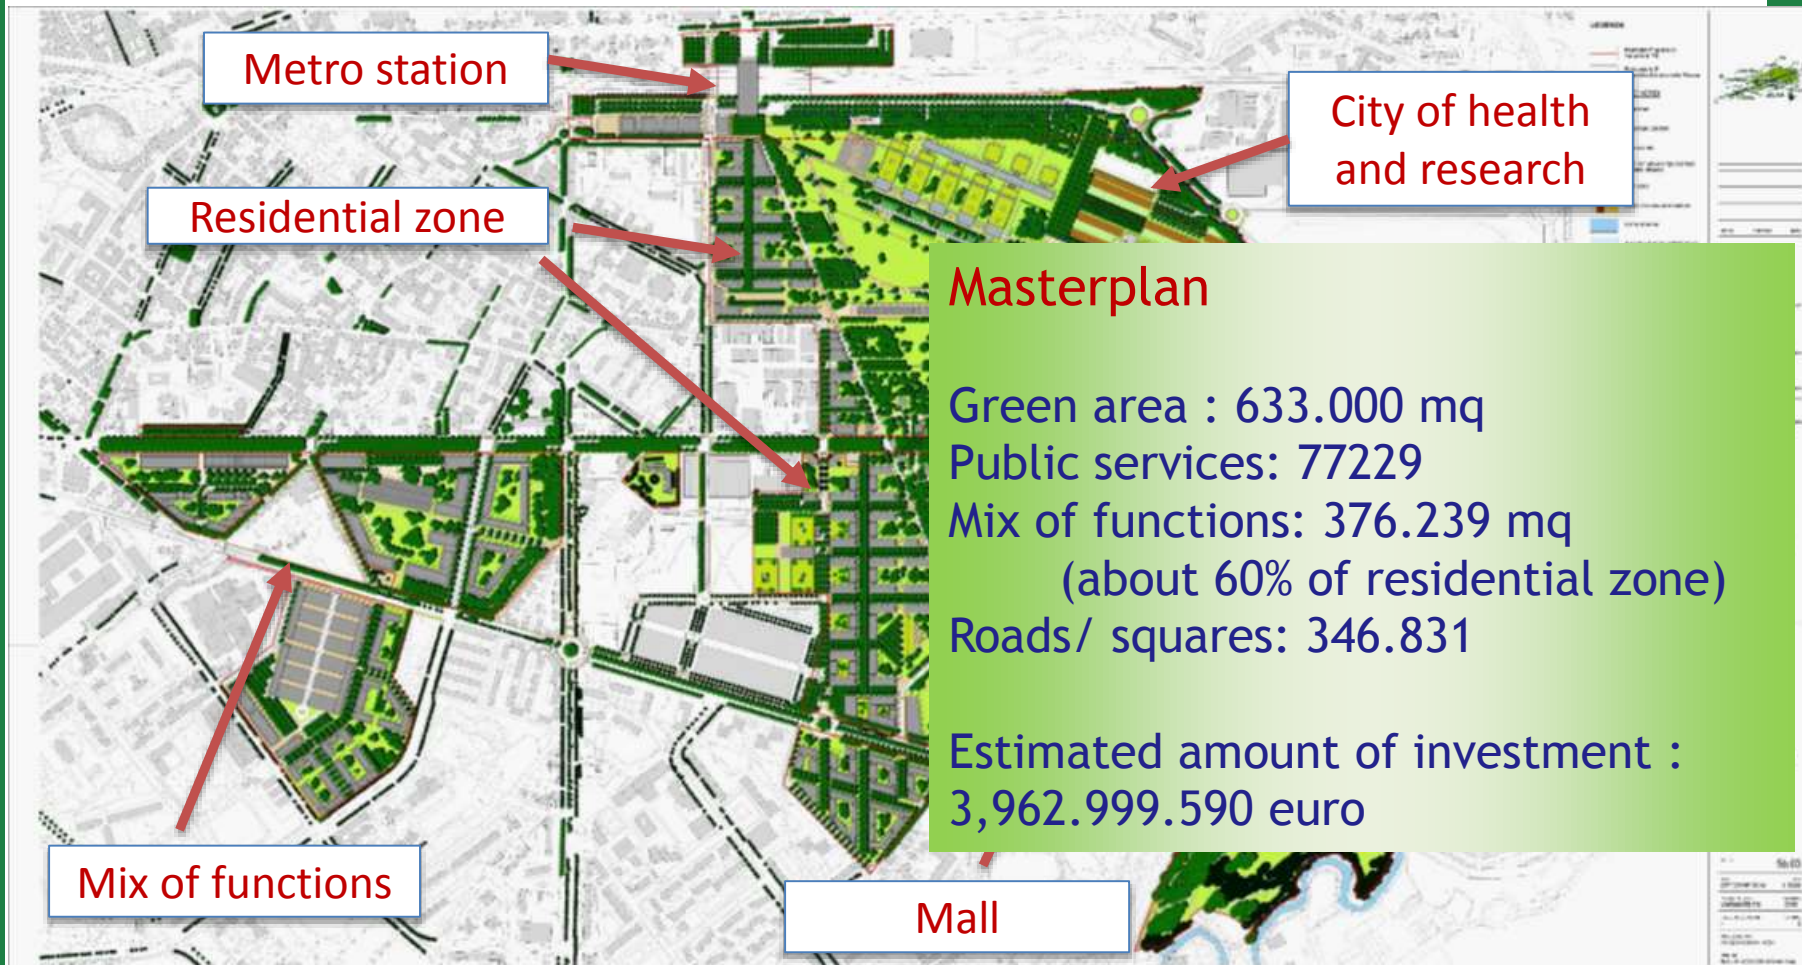 Metro station
City of health
and research
Residential zone
Masterplan
Green area : 633.000 mq
Public services: 77229
Mix of functions: 376.239 mq
(about 60% of residential zone)
Roads/ squares: 346.831
Estimated amount of investment :
3,962.999.590 euro
Mix of functions
Mall